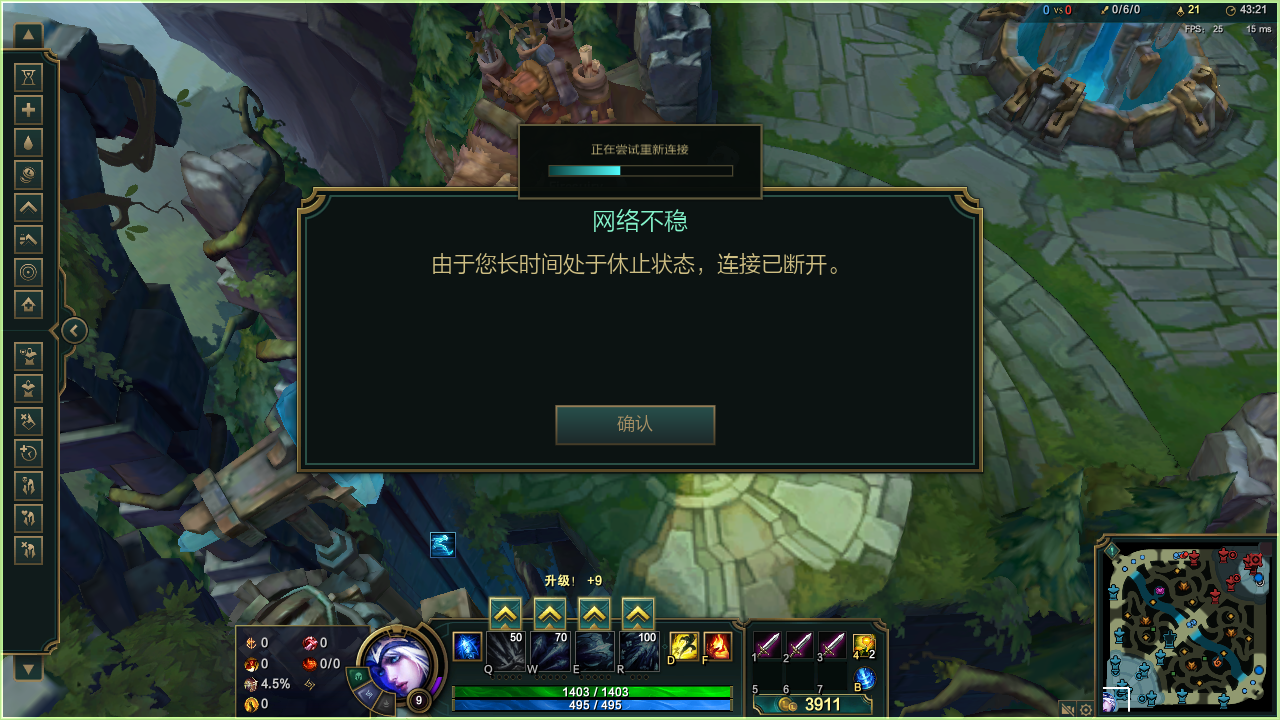 0 vs 0 0/6/0 21 43:21
FPS: 25 15 ms
正在尝试重新连接
网络不稳
由于您长时间处于休止状态，连接已断开。
确认
升级！ +9
50 70 100
Q W E R D F
0 0
0 0/0
4.5%
0
9
1403 / 1403
495 / 495
1 2 3 4 2
5 6 7 B
3911